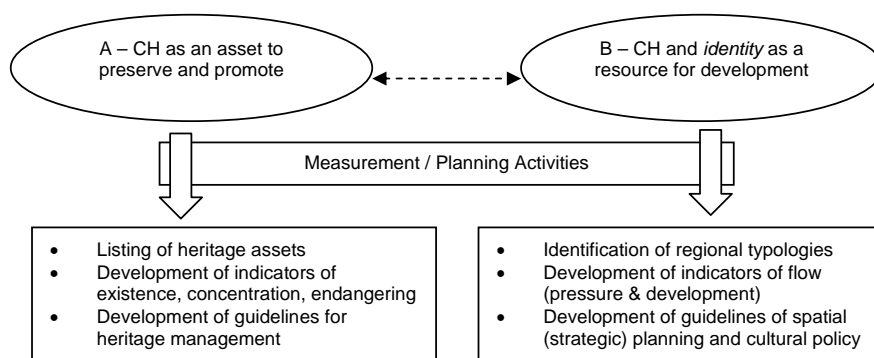 A – CH as an asset to
preserve and promote
B – CH and identity as a
resource for development
Measurement / Planning Activities
• Listing of heritage assets
• Development of indicators of
existence, concentration, endangering
• Development of guidelines for
heritage management
• Identification of regional typologies
• Development of indicators of flow
(pressure & development)
• Development of guidelines of spatial
(strategic) planning and cultural policy